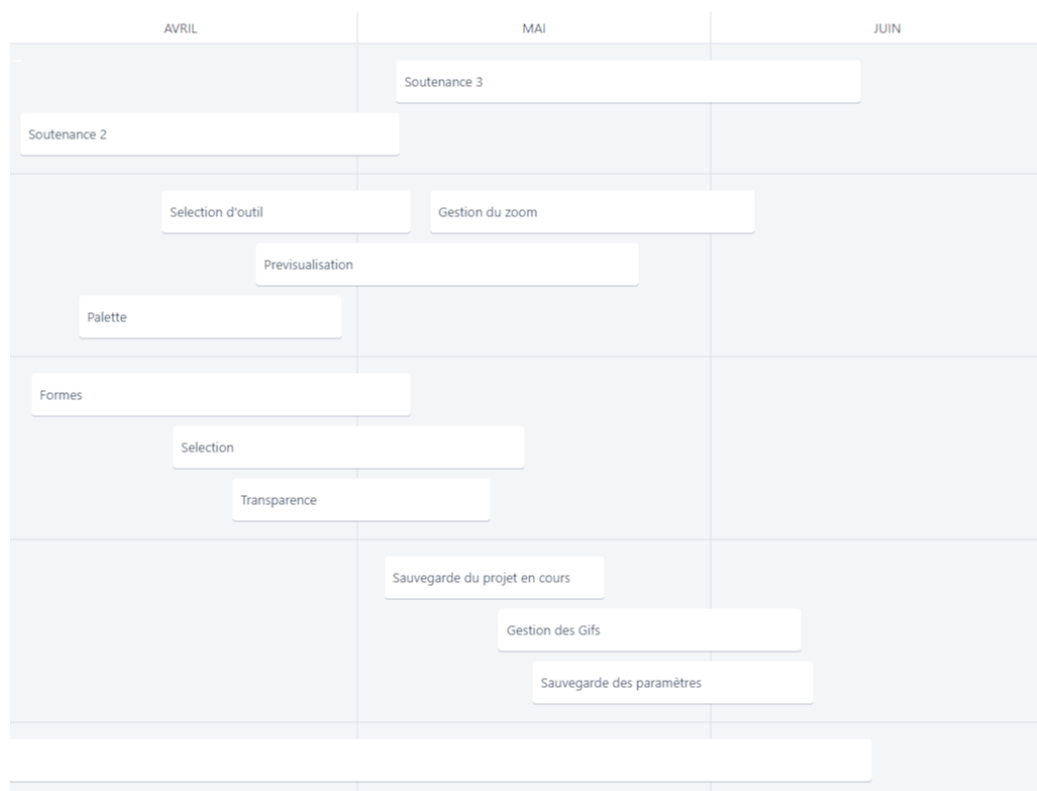 AVRIL MAI JUIN
Soutenance 3
Soutenance 2
Selection d'outil Gestion du zoom
Previsualisation
Palette
Formes
Selection
Transparence
Sauvegarde du projet en cours
Gestion des Gifs
Sauvegarde des paramètres